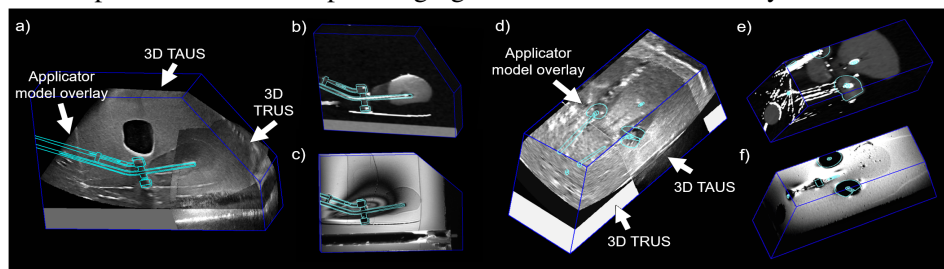 a)
3D TAUS
Applicator
model overlay
3D
TRUS
b)
c)
d)
Applicator
model overlay
3D TAUS
3D TRUS
e)
f)